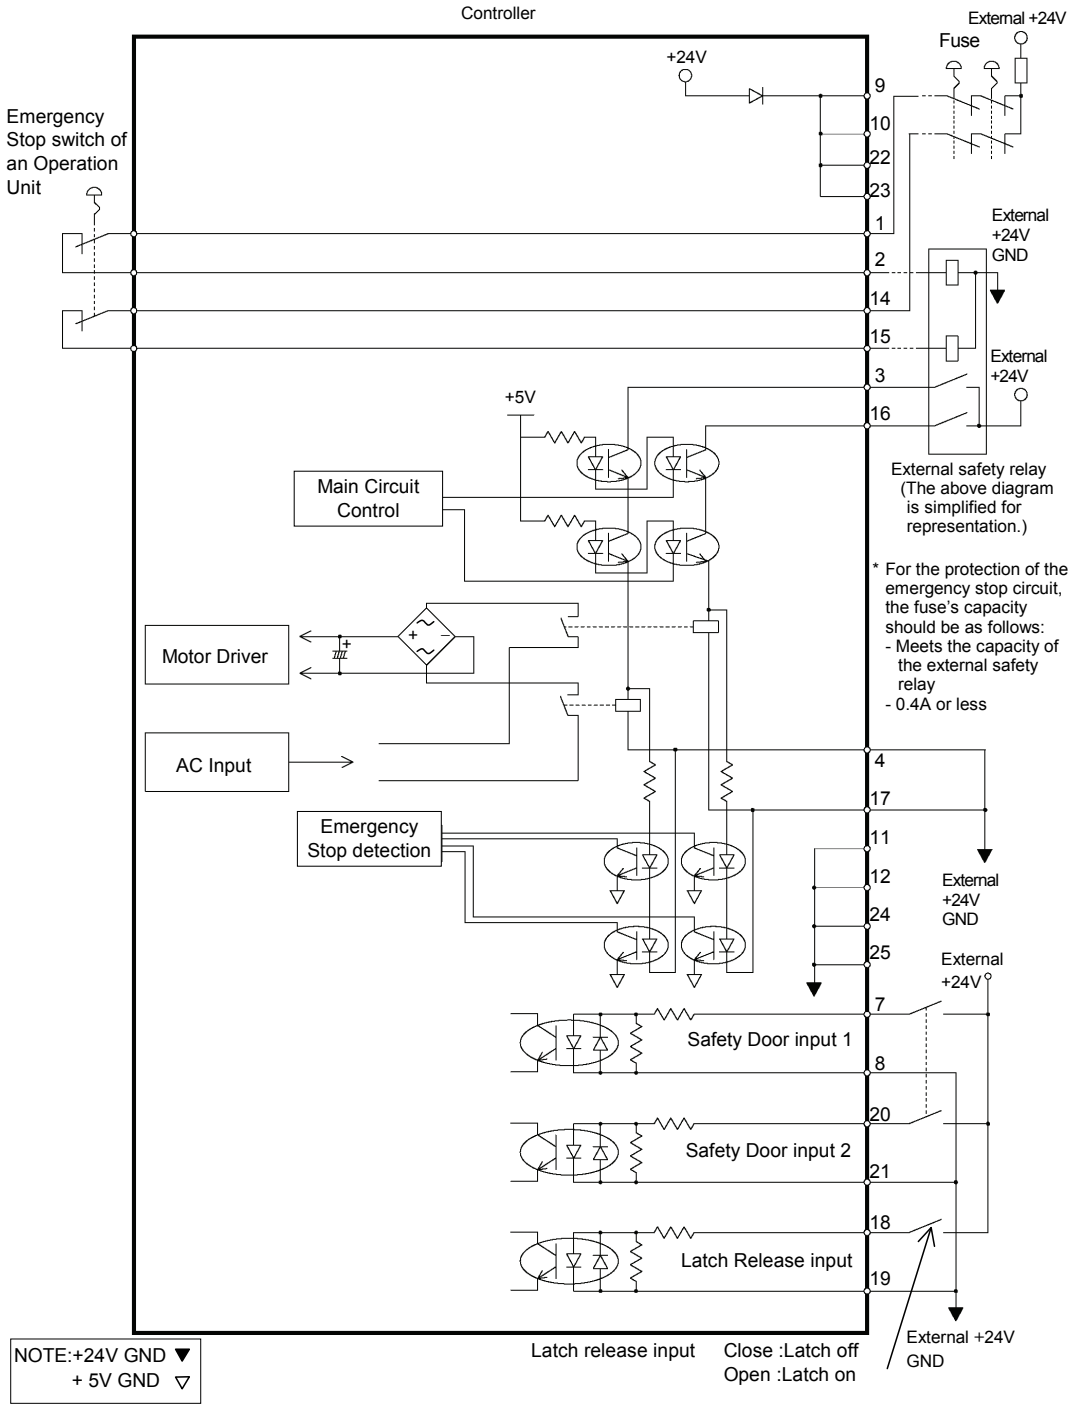 Controller
External +24V
Fuse
+24V
9
10
22
23
Emergency
Stop switch of
an Operation
Unit
1
2
14
15
3
16
External
+24V
GND
External
+24V
+5V
External safety relay
(The above diagram
is simplified for
representation.)
Main Circuit
Control
* For the protection of the
emergency stop circuit,
the fuse's capacity
should be as follows:
- Meets the capacity of
the external safety
relay
- 0.4A or less
Motor Driver
+
−
+
AC Input
4
17
11
12
24
25
Emergency
Stop detection
External
+24V
GND
External
+24V
7
Safety Door input 1
8
20
Safety Door input 2
21
18
Latch Release input
19
External +24V
GND
Latch release input Close :Latch off
Open :Latch on
NOTE:+24V GND ▼
+ 5V GND ▽